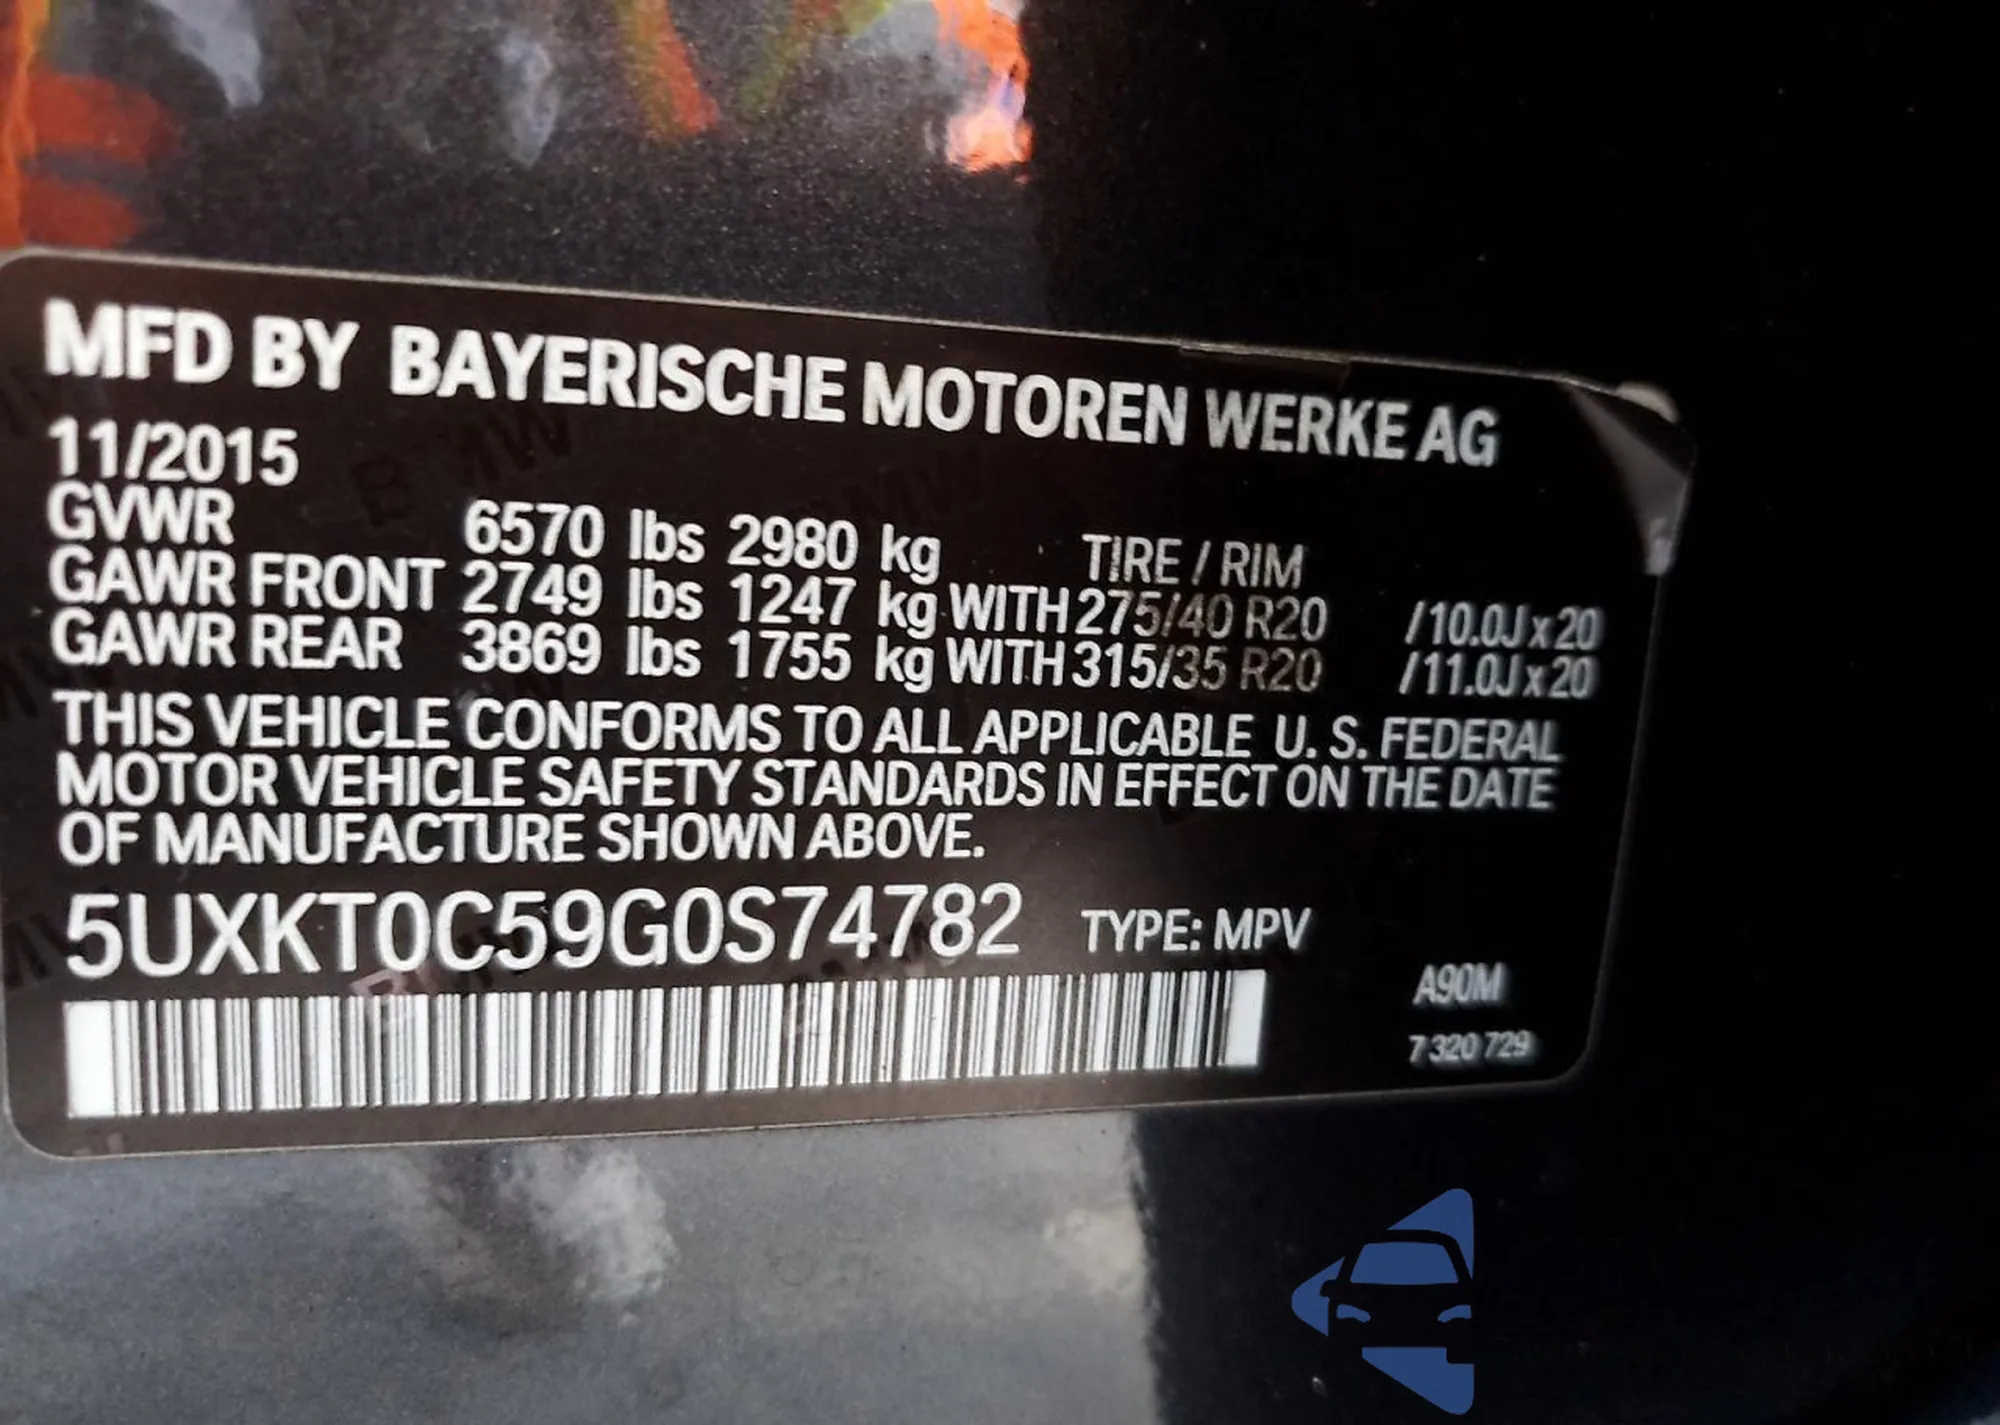 MFD BY BAYERISCHE MOTOREN WERKE AG
11/2015
GVWR 6570 lbs 2980 kg TIRE / RIM
GAWR FRONT 2749 lbs 1247 kg WITH 275/40 R20 /10.0J x 20
GAWR REAR 3869 lbs 1755 kg WITH 315/35 R20 /11.0J x 20
THIS VEHICLE CONFORMS TO ALL APPLICABLE U. S. FEDERAL
MOTOR VEHICLE SAFETY STANDARDS IN EFFECT ON THE DATE
OF MANUFACTURE SHOWN ABOVE.
5UXKT0C59G0S74782 TYPE: MPV
A90M
7 320 729